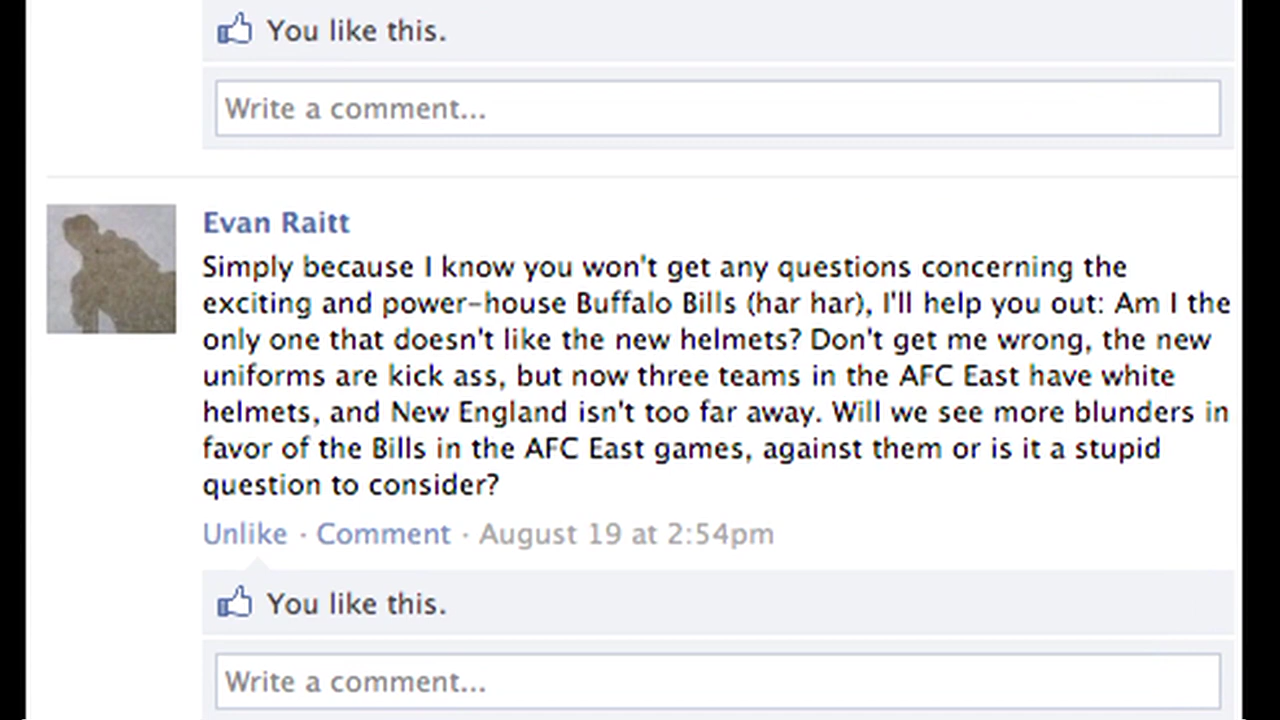 You like this.
Write a comment...
Evan Raitt
Simply because I know you won't get any questions concerning the
exciting and power-house Buffalo Bills (har har), I'll help you out: Am I the
only one that doesn't like the new helmets? Don't get me wrong, the new
uniforms are kick ass, but now three teams in the AFC East have white
helmets, and New England isn't too far away. Will we see more blunders in
favor of the Bills in the AFC East games, against them or is it a stupid
question to consider?
Unlike · Comment · August 19 at 2:54pm
You like this.
Write a comment...